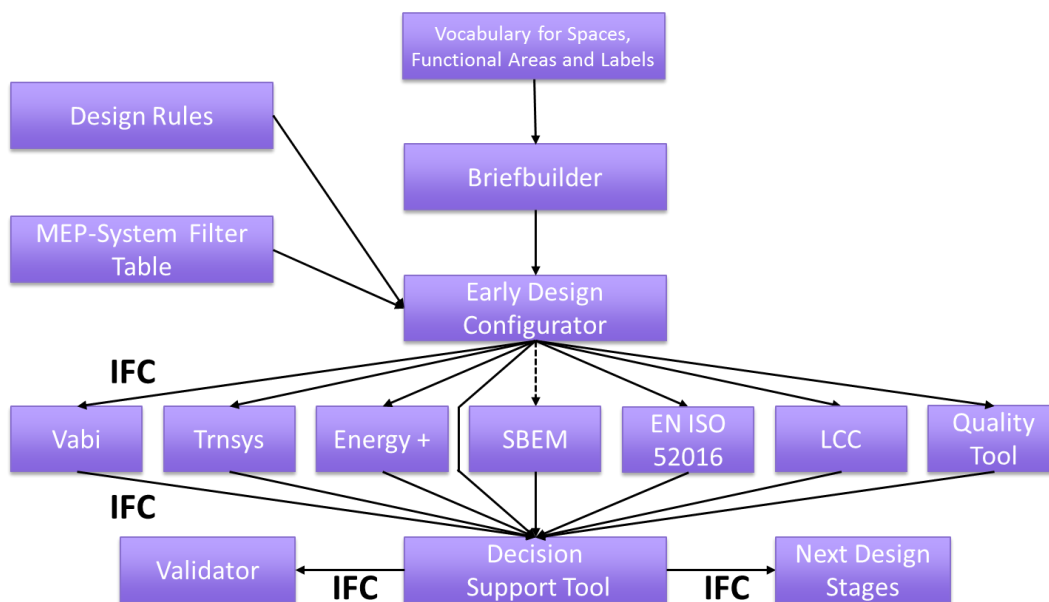 Vocabulary for Spaces,
Functional Areas and Labels
Design Rules
Briefbuilder
MEP-System Filter
Table
Early Design
Configurator
IFC
Vabi
Trnsys
Energy +
SBEM
EN ISO
52016
LCC
Quality
Tool
IFC
Validator
IFC
Decision
Support Tool
IFC
Next Design
Stages